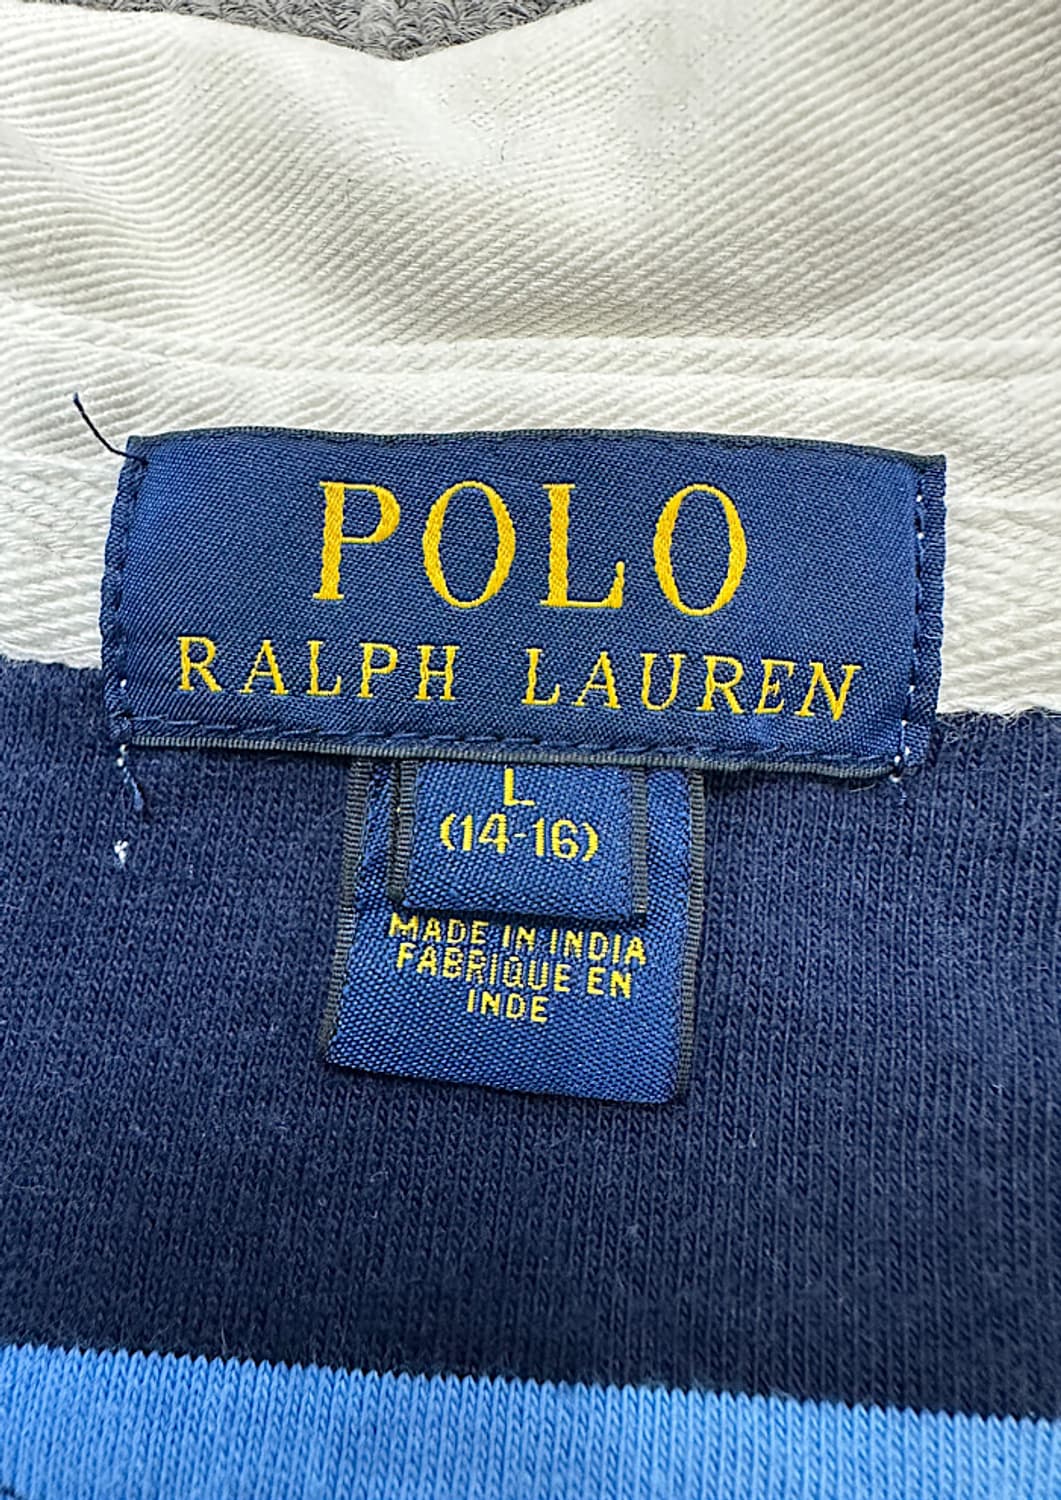 POLO
RALPH LAUREN
L
(14-16)
MADE IN INDIA
FABRIQUE EN
INDE